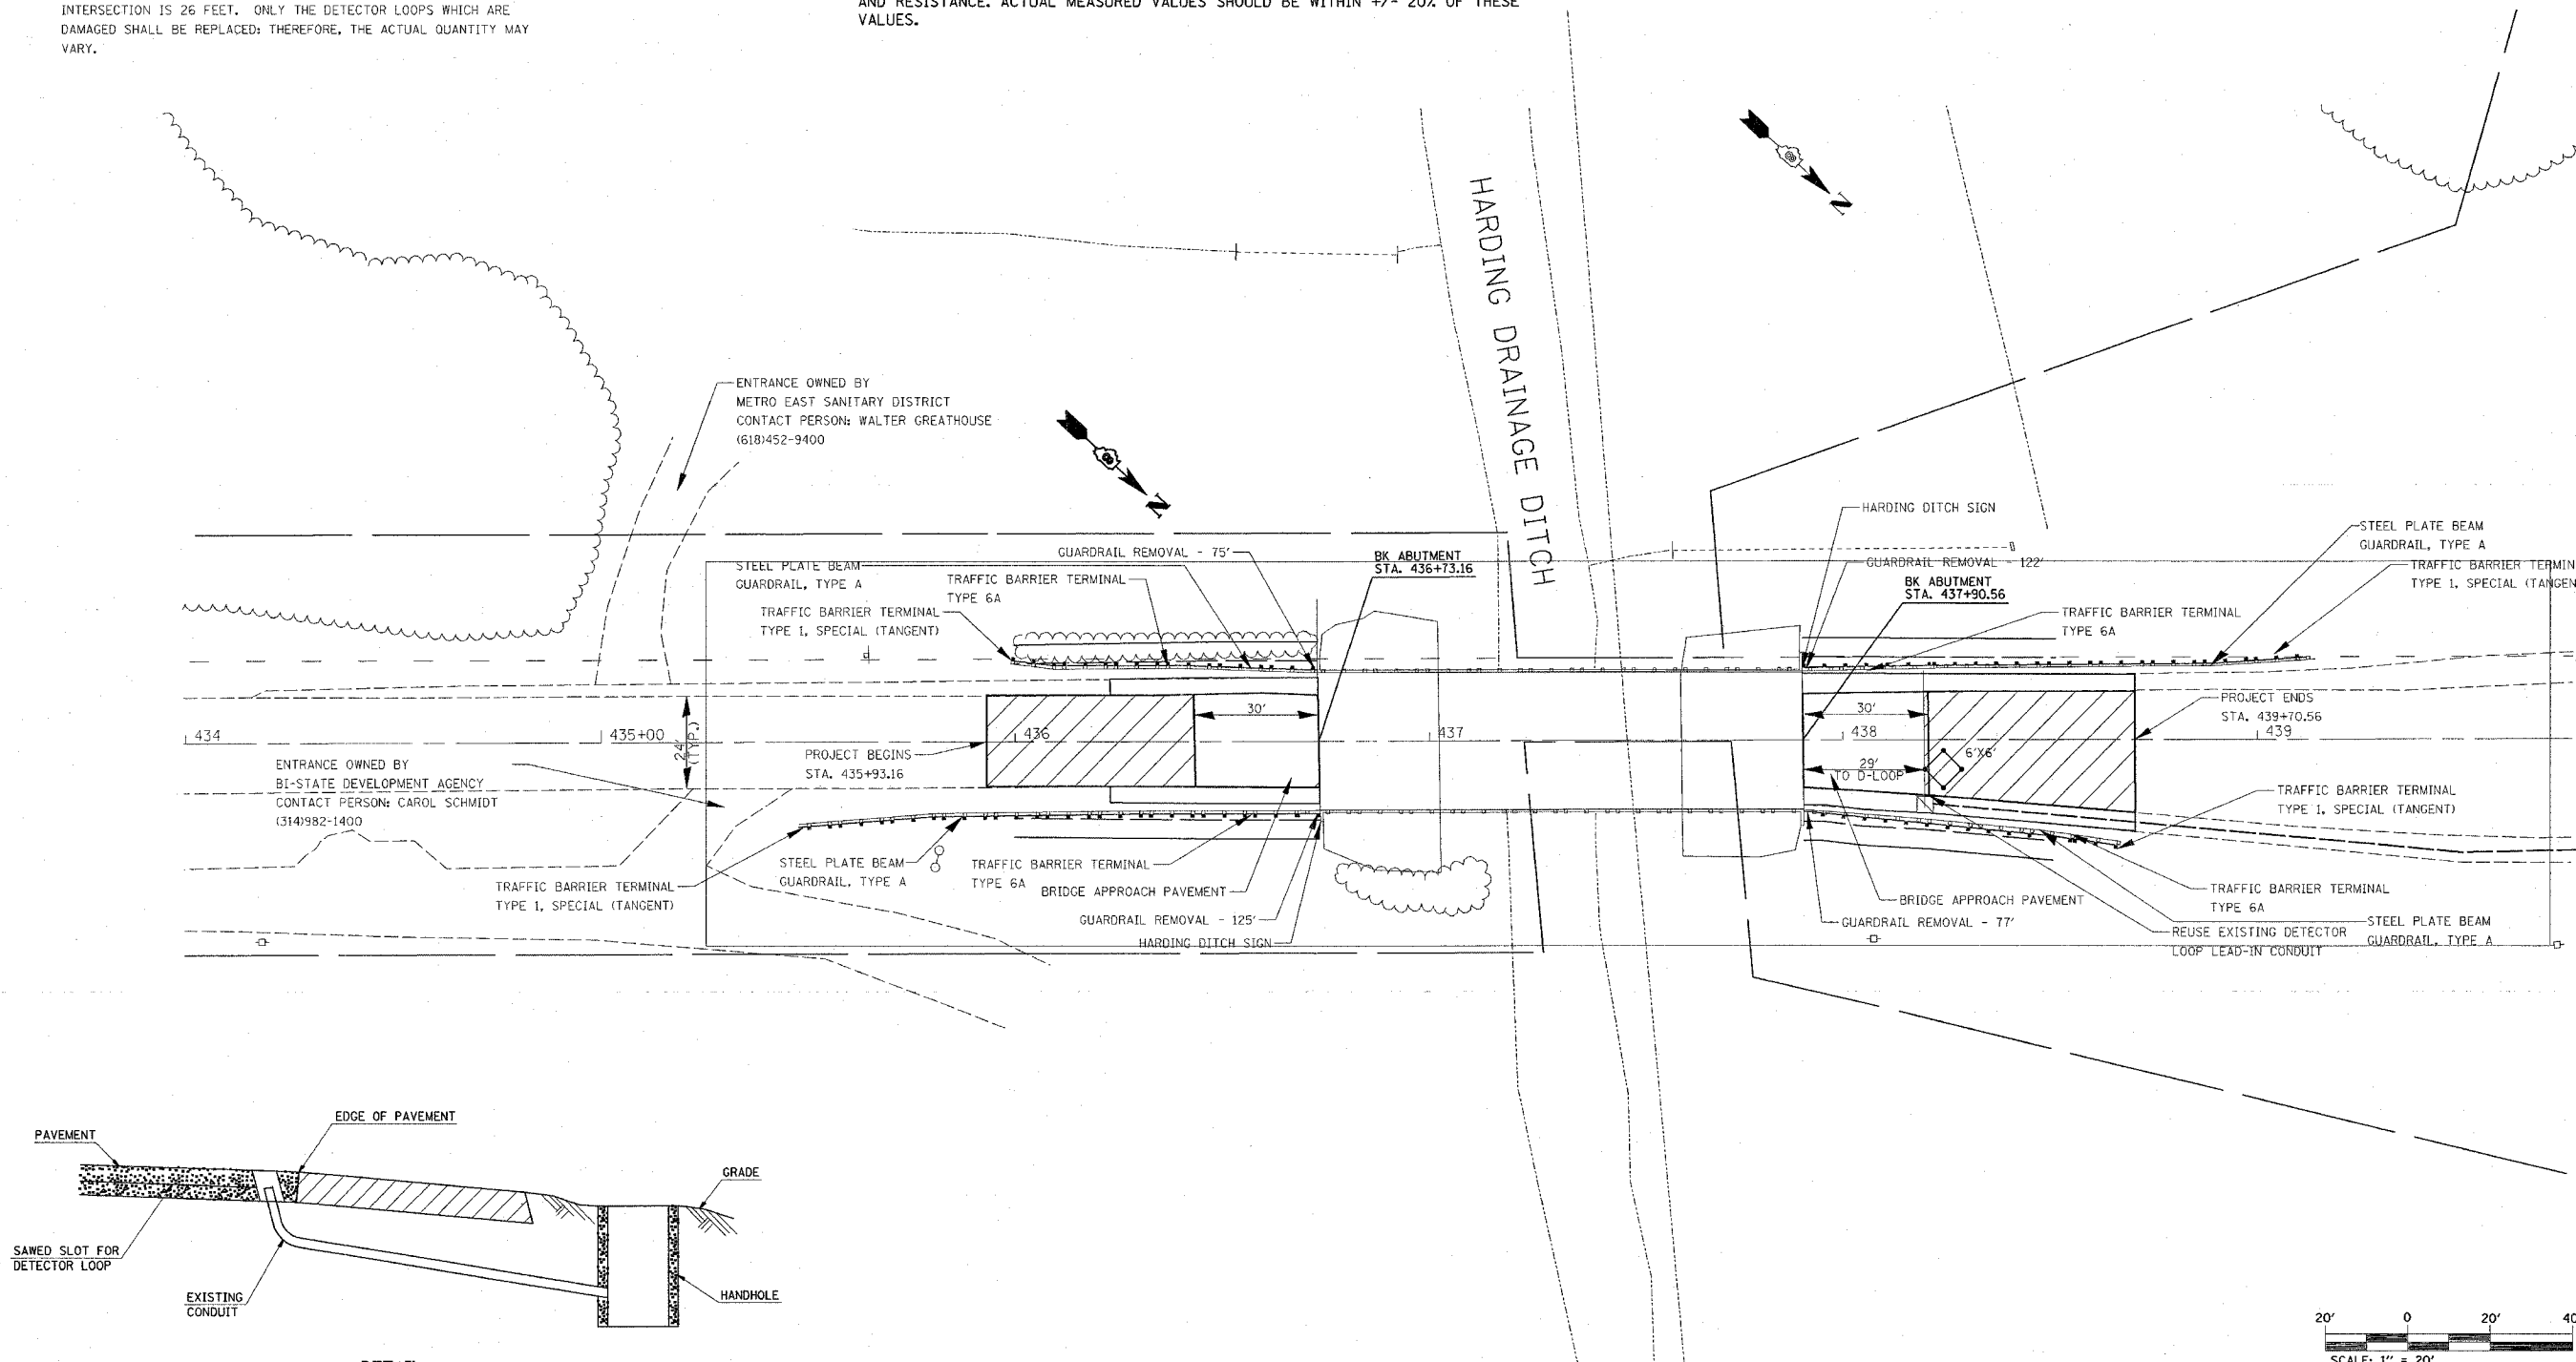 INTERSECTION IS 26 FEET. ONLY THE DETECTOR LOOPS WHICH ARE
DAMAGED SHALL BE REPLACED; THEREFORE, THE ACTUAL QUANTITY MAY
VARY.
AND RESISTANCE. ACTUAL MEASURED VALUES SHOULD BE WITHIN +/- 20% OF THESE
VALUES.
HARDING DRAINAGE DITCH
N
ENTRANCE OWNED BY
METRO EAST SANITARY DISTRICT
CONTACT PERSON: WALTER GREATHOUSE
(618)452-9400
N
HARDING DITCH SIGN
STEEL PLATE BEAM
GUARDRAIL, TYPE A
GUARDRAIL REMOVAL - 75'
BK ABUTMENT
STA. 436+73.16
GUARDRAIL REMOVAL - 122'
TRAFFIC BARRIER TERMIN
TYPE 1, SPECIAL (TANGEN
STEEL PLATE BEAM
GUARDRAIL, TYPE A
TRAFFIC BARRIER TERMINAL
TYPE 6A
BK ABUTMENT
STA. 437+90.56
TRAFFIC BARRIER TERMINAL
TYPE 1, SPECIAL (TANGENT)
TRAFFIC BARRIER TERMINAL
TYPE 6A
30'
30'
PROJECT ENDS
STA. 439+70.56
434
435+00
24'
(TYP.)
436
437
438
439
PROJECT BEGINS
STA. 435+93.16
6'X6'
29'
TO D-LOOP
ENTRANCE OWNED BY
BI-STATE DEVELOPMENT AGENCY
CONTACT PERSON: CAROL SCHMIDT
(314)982-1400
TRAFFIC BARRIER TERMINAL
TYPE 1, SPECIAL (TANGENT)
STEEL PLATE BEAM
GUARDRAIL, TYPE A
TRAFFIC BARRIER TERMINAL
TYPE 6A
TRAFFIC BARRIER TERMINAL
TYPE 1, SPECIAL (TANGENT)
BRIDGE APPROACH PAVEMENT
BRIDGE APPROACH PAVEMENT
TRAFFIC BARRIER TERMINAL
TYPE 6A
GUARDRAIL REMOVAL - 125'
GUARDRAIL REMOVAL - 77'
STEEL PLATE BEAM
GUARDRAIL, TYPE A
HARDING DITCH SIGN
REUSE EXISTING DETECTOR
LOOP LEAD-IN CONDUIT
EDGE OF PAVEMENT
PAVEMENT
GRADE
SAWED SLOT FOR
DETECTOR LOOP
EXISTING
CONDUIT
HANDHOLE
20' 0 20' 40
SCALE: 1" = 20'